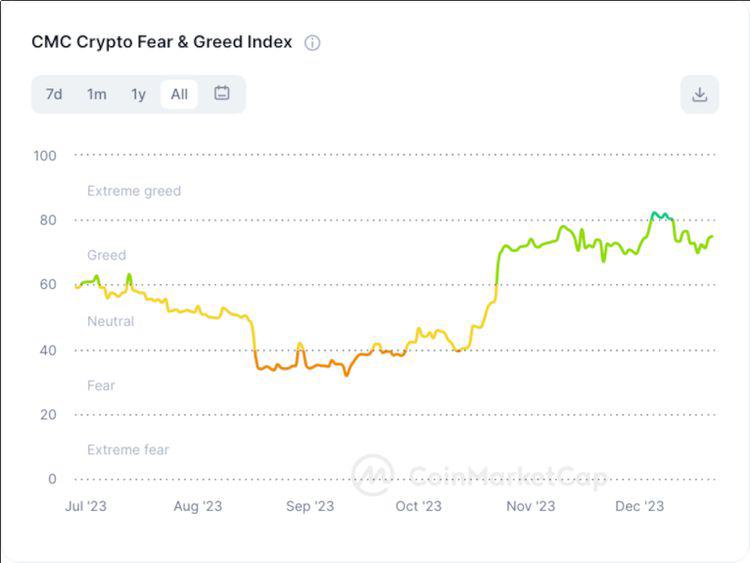 CMC Crypto Fear & Greed Index
7d 1m 1y All
100
Extreme greed
80
Greed
60
Neutral
40
Fear
20
Extreme fear
0
CoinMarketCap
Jul '23 Aug '23 Sep '23 Oct '23 Nov '23 Dec '23